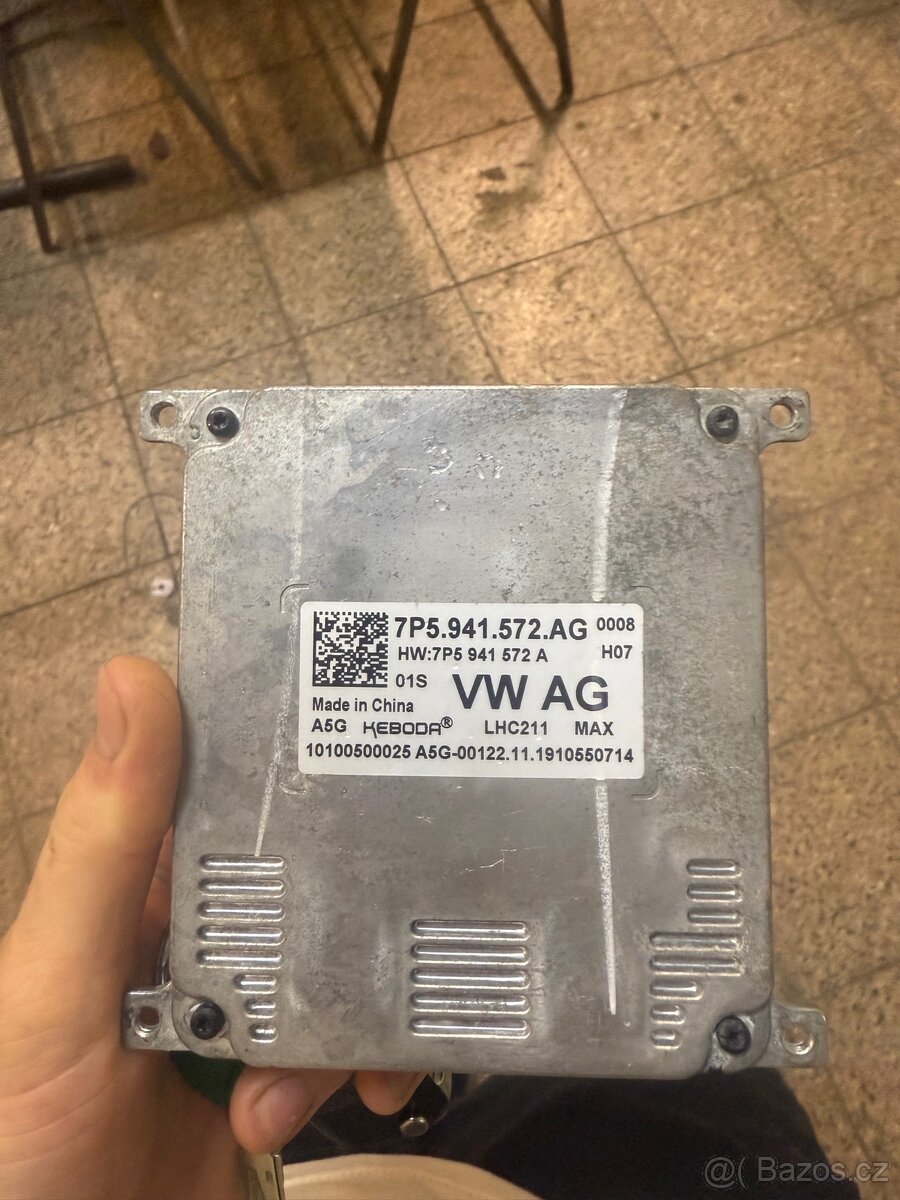 7P5.941.572.AG 0008
HW:7P5 941 572 A H07
01S VW AG
Made in China
A5G KEBODA® LHC211 MAX
10100500025 A5G-00122.11.1910550714
@( Bazos.cz